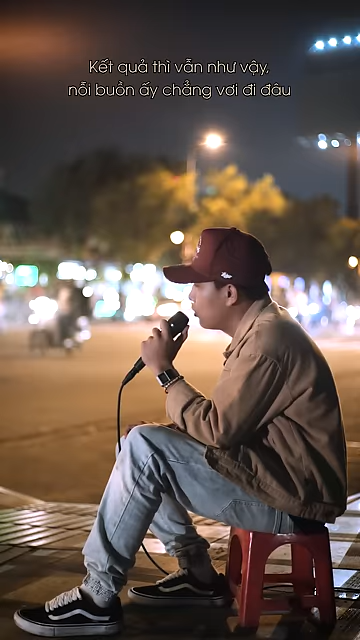 Kết quả thì vẫn như vậy,
nỗi buồn ấy chẳng vơi đi đâu